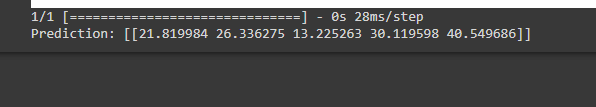 1/1 [==============================] - 0s 28ms/step
Prediction: [[21.819984 26.336275 13.225263 30.119598 40.549686]]